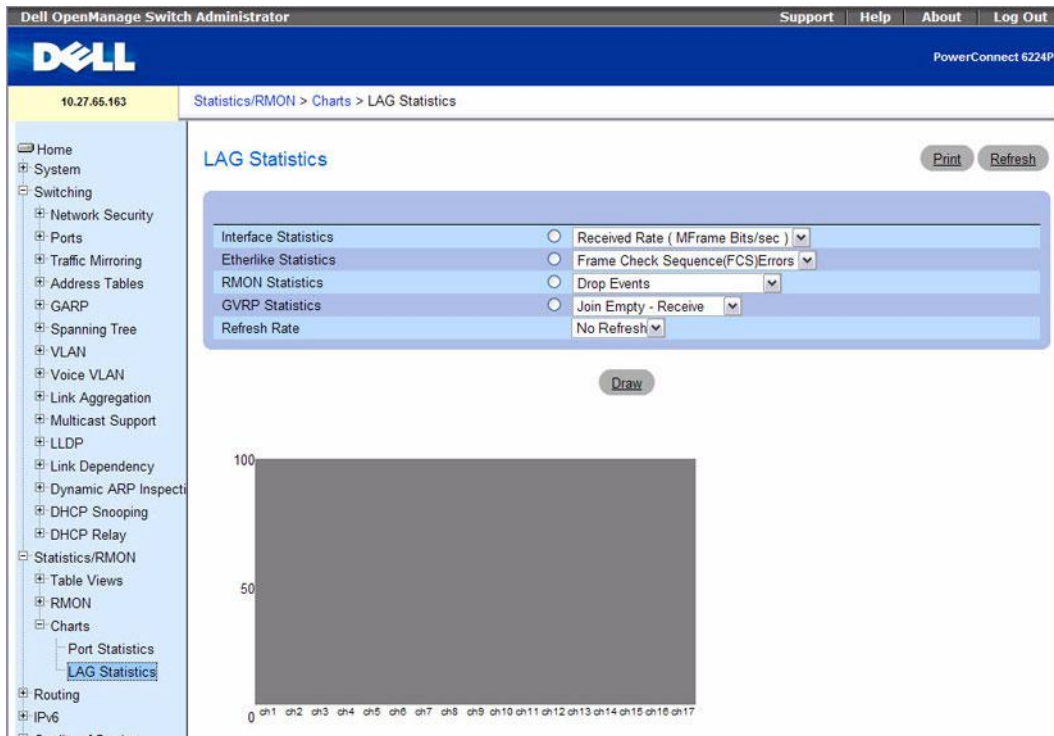 Dell OpenManage Switch Administrator
Support Help About Log Out
DELL
PowerConnect 6224P
10.27.65.163
Statistics/RMON > Charts > LAG Statistics
Home
System
Switching
Network Security
Ports
Traffic Mirroring
Address Tables
GARP
Spanning Tree
VLAN
Voice VLAN
Link Aggregation
Multicast Support
LLDP
Link Dependency
Dynamic ARP Inspecti
DHCP Snooping
DHCP Relay
Statistics/RMON
Table Views
RMON
Charts
Port Statistics
LAG Statistics
Routing
IPv6
LAG Statistics
Print Refresh
Interface Statistics Received Rate ( MFrame Bits/sec )
Etherlike Statistics Frame Check Sequence(FCS)Errors
RMON Statistics Drop Events
GVRP Statistics Join Empty - Receive
Refresh Rate No Refresh
Draw
100
50
0
ch1 ch2 ch3 ch4 ch5 ch6 ch7 ch8 ch9 ch10 ch11 ch12 ch13 ch14 ch15 ch16 ch17